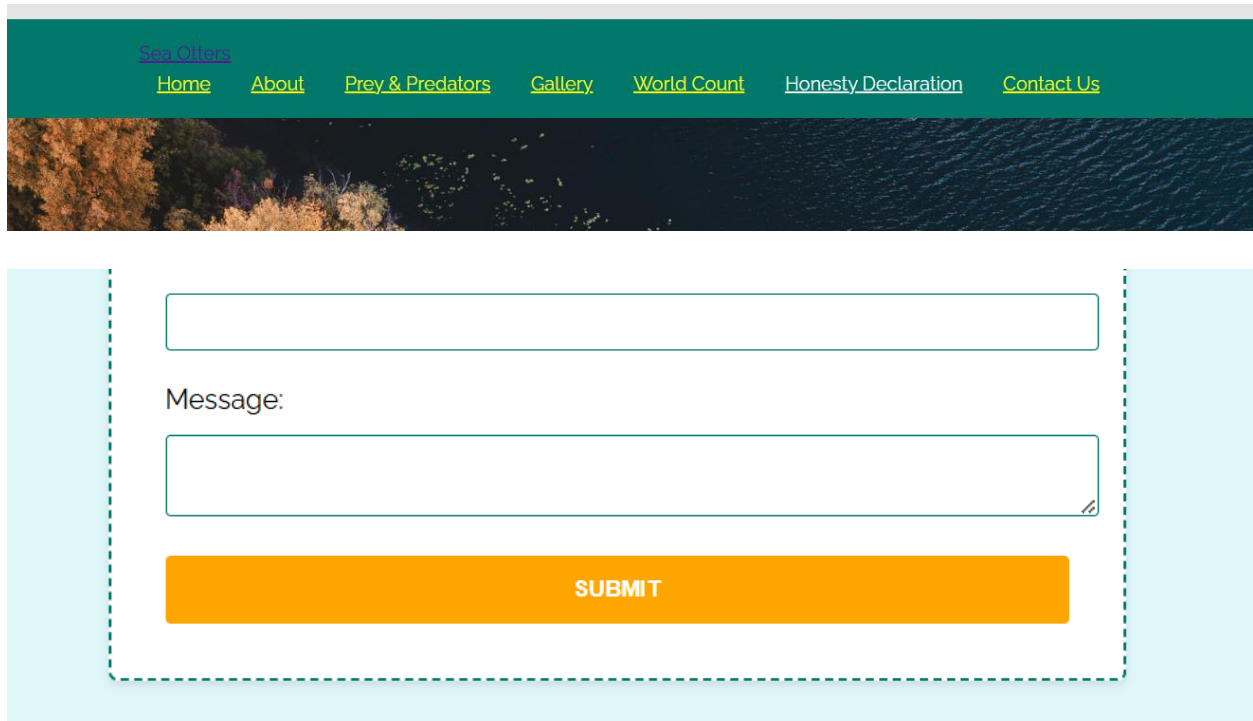 Sea Otters
Home About Prey & Predators Gallery World Count Honesty Declaration Contact Us
Message:
SUBMIT